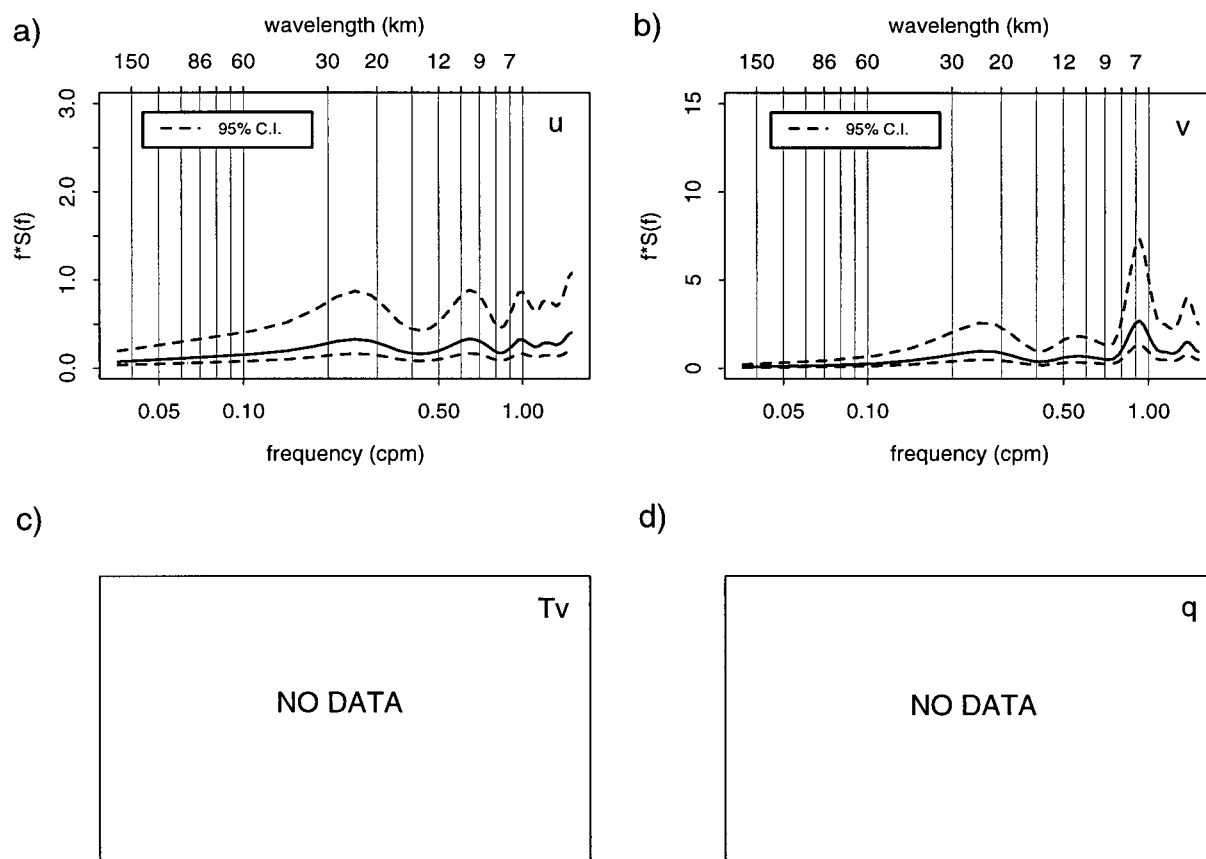 a)
wavelength (km)
150 86 60 30 20 12 9 7
3.0
2.0
1.0
0.0
f*S(f)
95% C.I.
u
0.05 0.10 0.50 1.00
frequency (cpm)
b)
wavelength (km)
150 86 60 30 20 12 9 7
15
10
5
0
f*S(f)
95% C.I.
v
0.05 0.10 0.50 1.00
frequency (cpm)
c)
Tv
NO DATA
d)
q
NO DATA